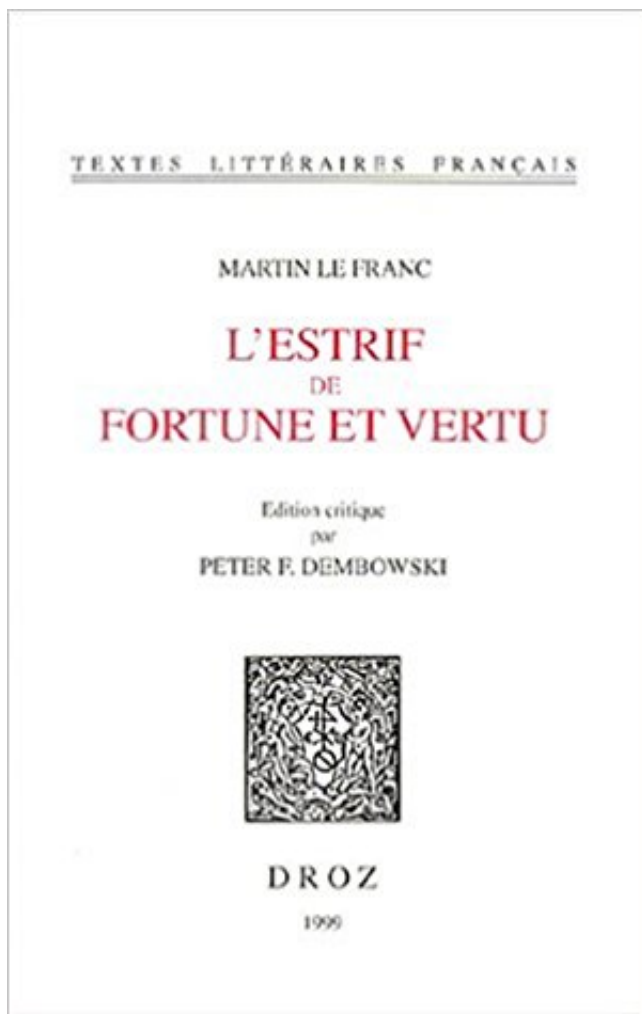 TEXTES LITTÉRAIRES FRANÇAIS
MARTIN LE FRANC
L'ESTRIF
DE
FORTUNE ET VERTU
Edition critique
par
PETER F. DEMBOWSKI
DROZ
1999